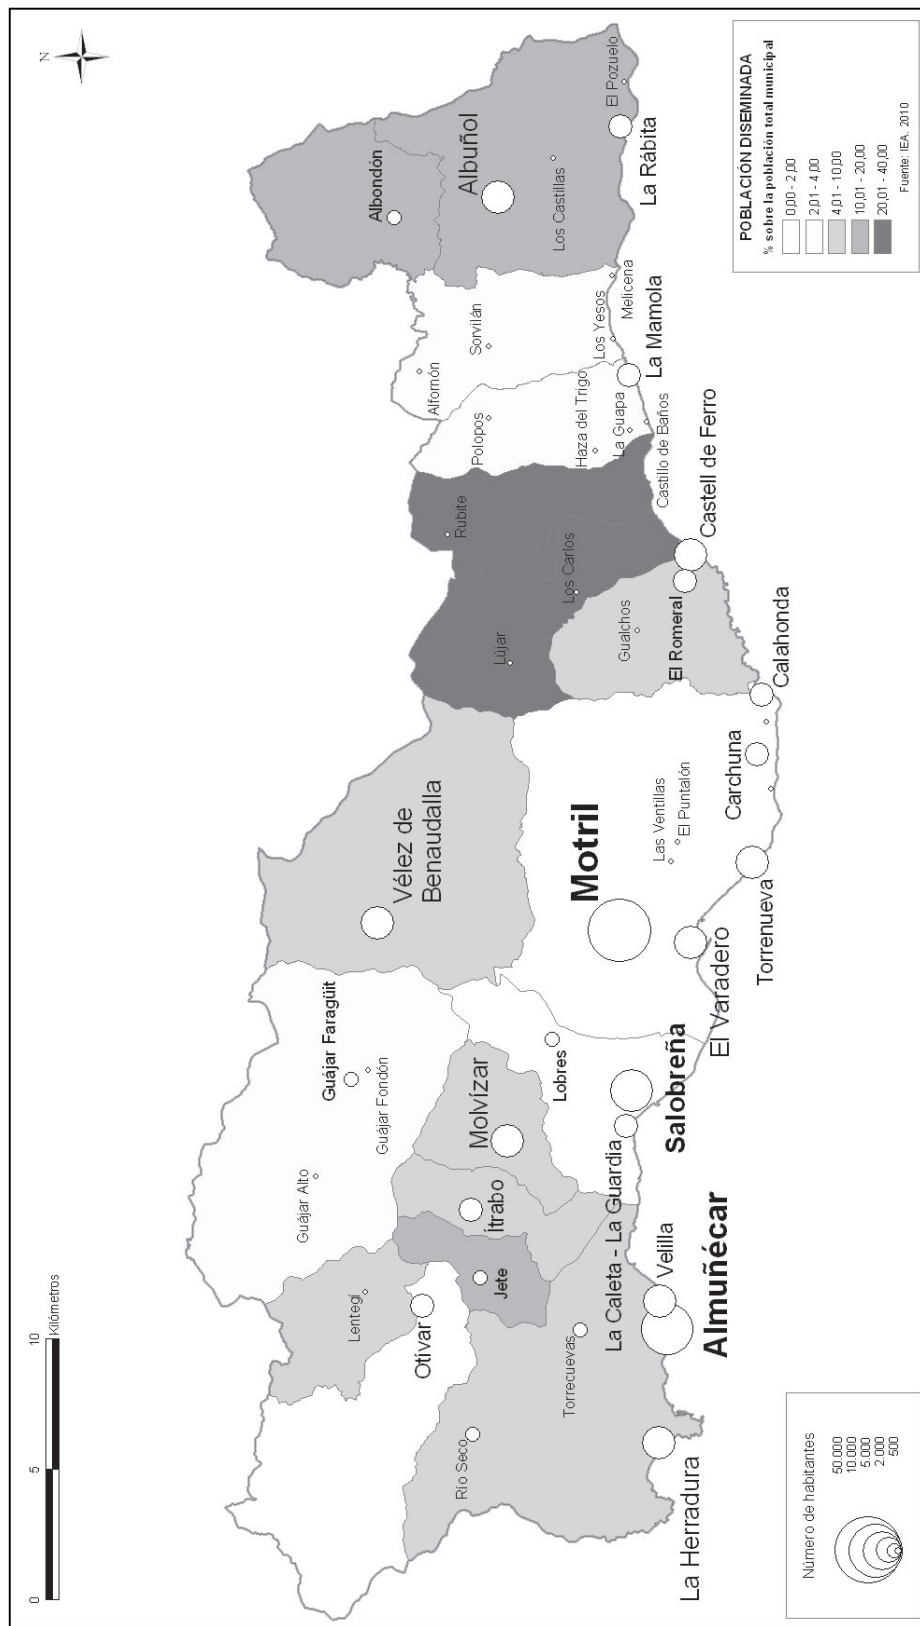 N
0
5
10
Kilómetros
Lentegí
Otívar
Río Seco
Jete
Torrecuevas
La Herradura
Almuñécar
Velilla
Ítrabo
Molvízar
La Caleta - La Guardia
Salobreña
Lobres
Guájar Alto
Guájar Fondón
Guájar Faragüit
Vélez de
Benaudalla
Motril
Las Ventillas
El Puntalón
El Varadero
Torrenueva
Carchuna
Calahonda
Lújar
Rubite
Los Carlos
Gualchos
El Romeral
Castell de Ferro
Castillo de Baños
Polopos
Haza del Trigo
La Guapa
La Mamola
Alfornón
Sorvilán
Los Yesos
Melicena
Albondón
Albuñol
Los Castillas
La Rábita
El Pozuelo
Número de habitantes
50.000
10.000
5.000
2.000
500
POBLACIÓN DISEMINADA
% sobre la población total municipal
0,00 - 2,00
2,01 - 4,00
4,01 - 10,00
10,01 - 20,00
20,01 - 40,00
Fuente: IEA. 2010